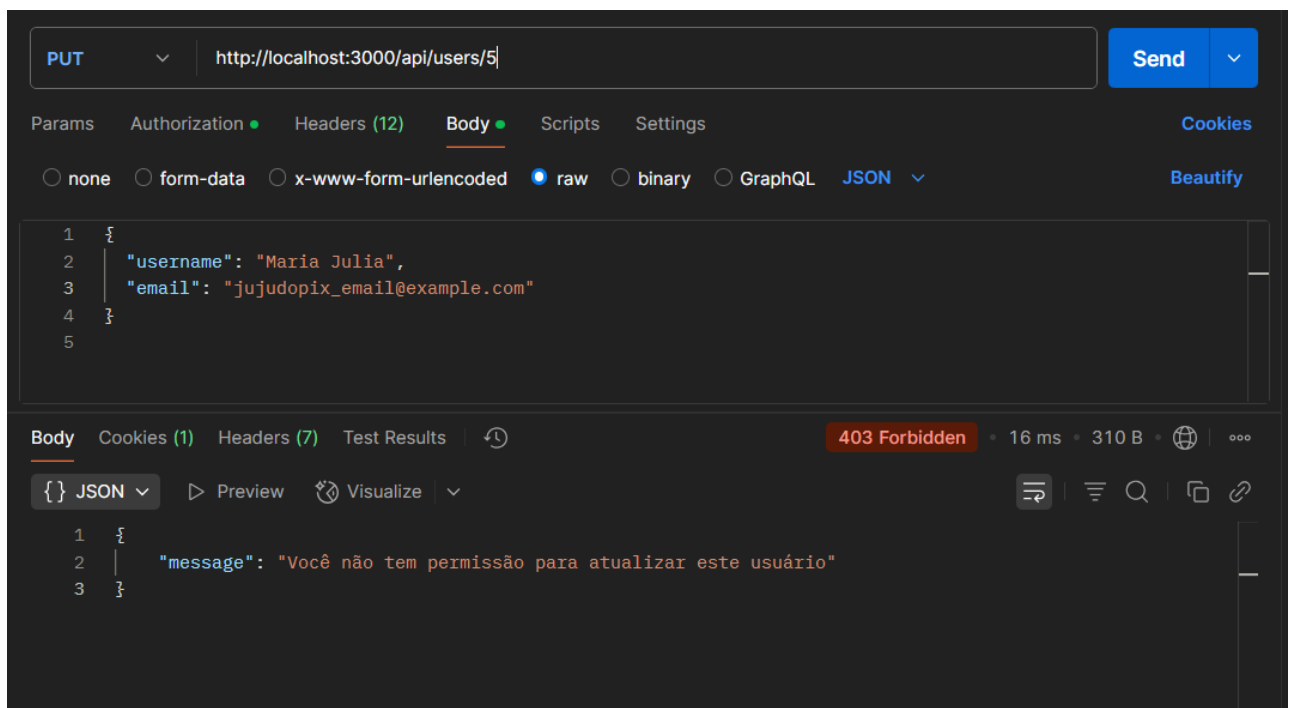 PUT http://localhost:3000/api/users/5 Send
Params Authorization Headers (12) Body Scripts Settings Cookies
none form-data x-www-form-urlencoded raw binary GraphQL JSON Beautify
1 {
2 "username": "Maria Julia",
3 "email": "jujudopix_email@example.com"
4 }
5
Body Cookies (1) Headers (7) Test Results 403 Forbidden • 16 ms • 310 B •
{} JSON Preview Visualize
1 {
2 "message": "Você não tem permissão para atualizar este usuário"
3 }